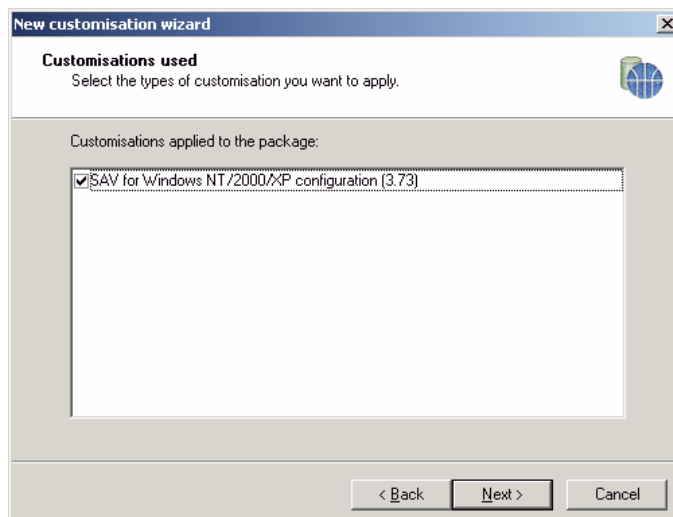 New customisation wizard
Customisations used
Select the types of customisation you want to apply.
Customisations applied to the package:
SAV for Windows NT/2000/XP configuration (3.73)
< Back
Next >
Cancel